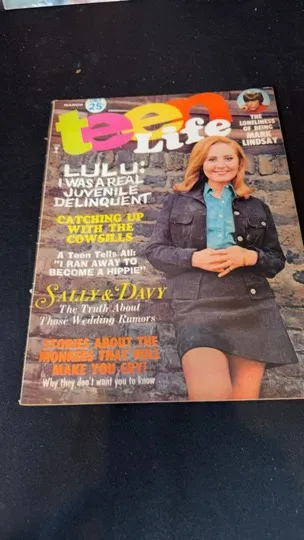 MARCH
25
teen
Life
THE
LONELINESS
OF BEING
MARK
LINDSAY
LULU:
I WAS A REAL
JUVENILE
DELINQUENT
CATCHING UP
WITH THE
COWSILLS
A Teen Tells All:
"I RAN AWAY TO
BECOME A HIPPIE"
SALLY & DAVY
The Truth About
Those Wedding Rumors
STORIES ABOUT THE
MONKEES THAT WILL
MAKE YOU CRY!
Why they don't want you to know